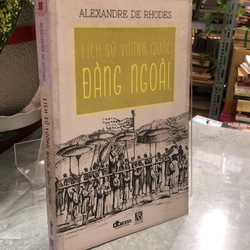 ALEXANDRE DE RHODES
LỊCH SỬ VƯƠNG QUỐC
ĐÀNG NGOÀI